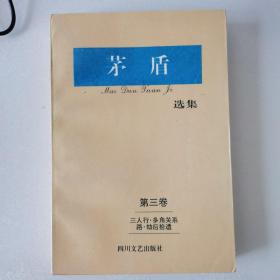 茅盾
Mao Dun Xuan Ji
选集
第三卷
三人行·多角关系
路·劫后拾遗
四川文艺出版社